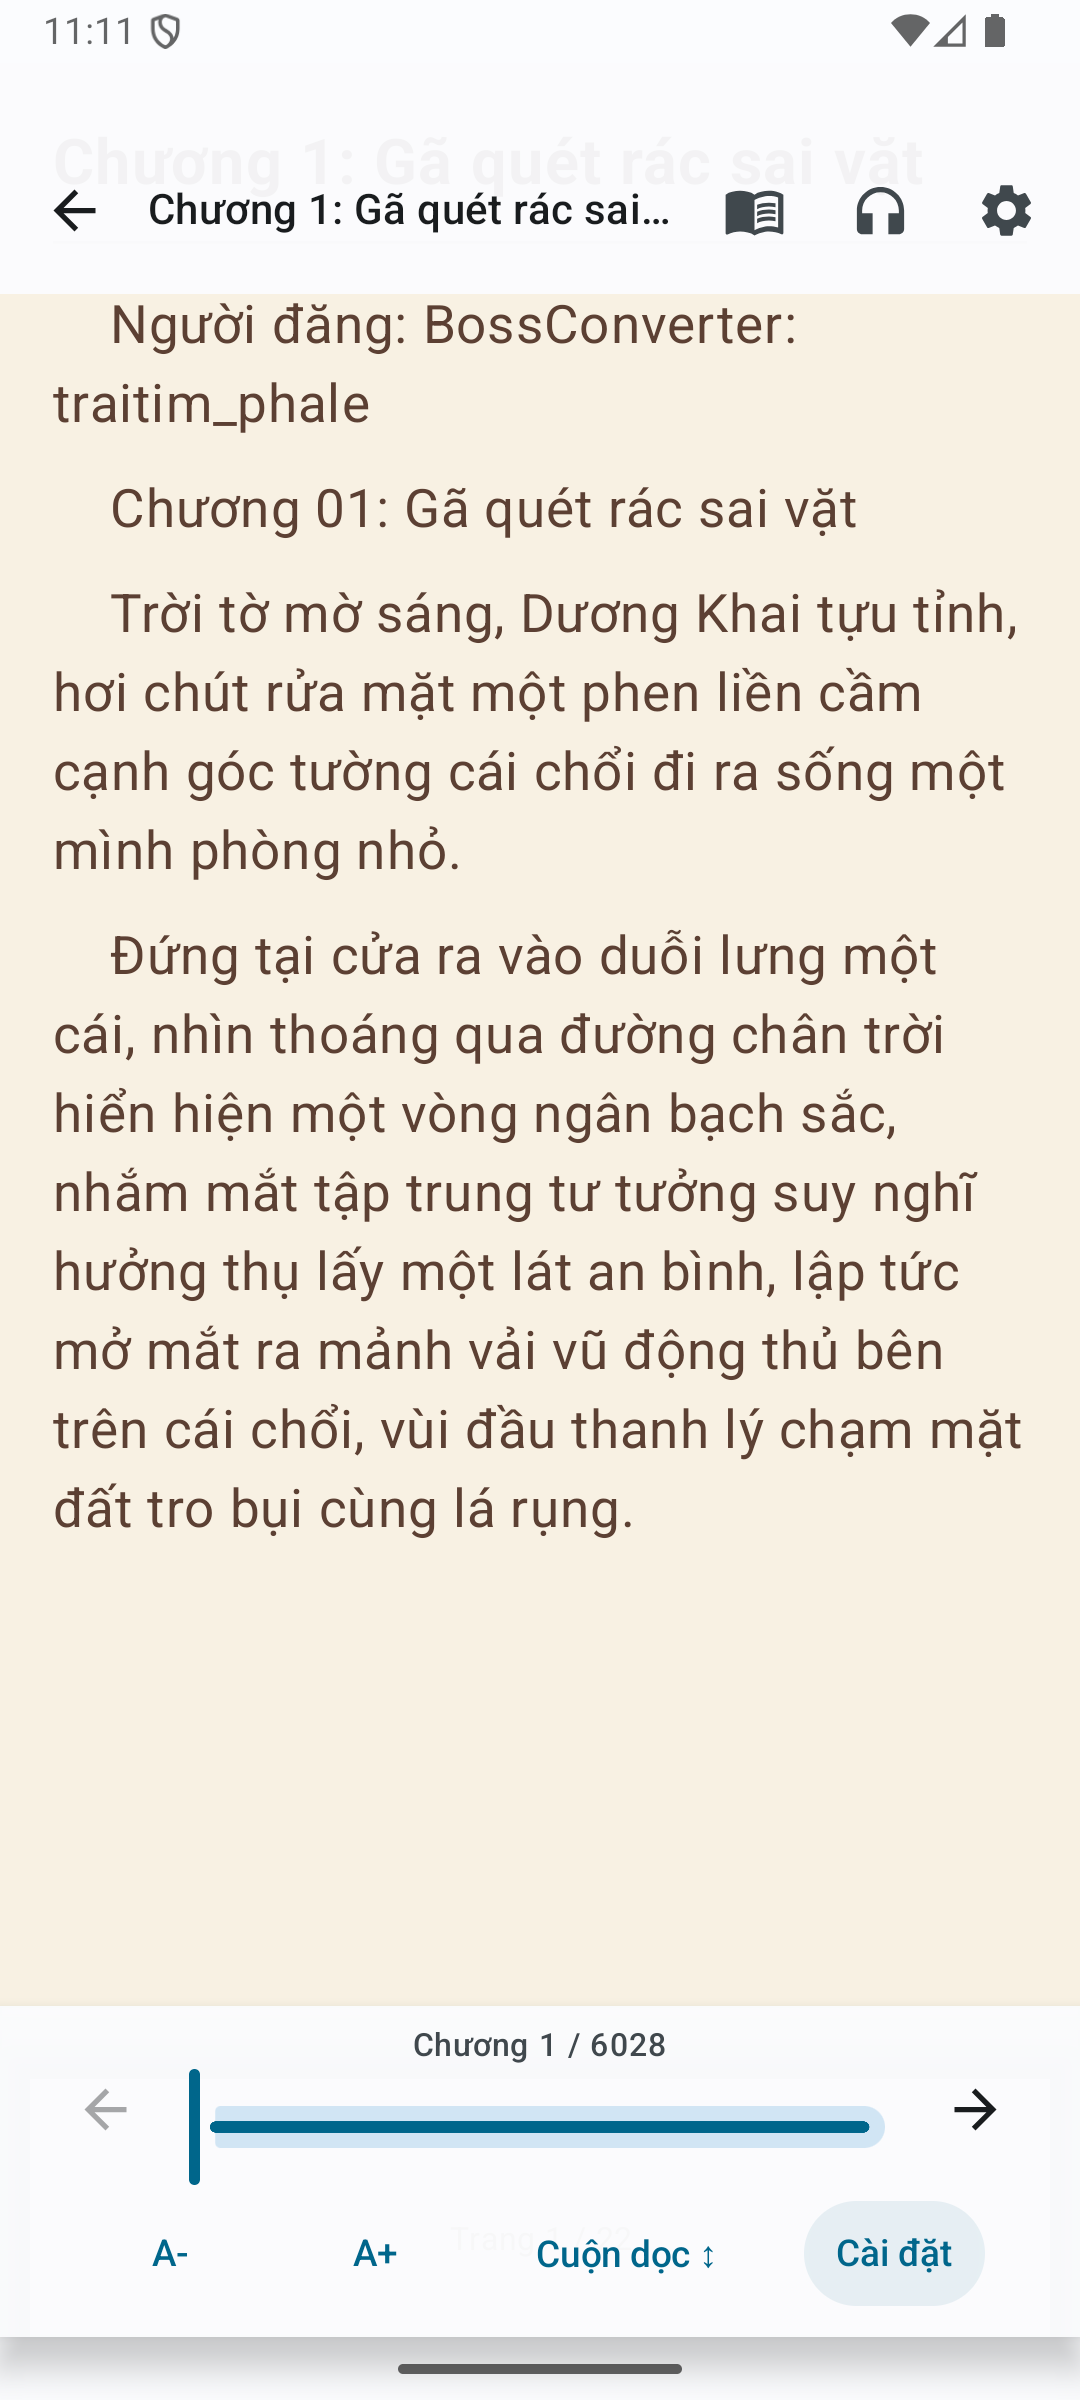 11:11
Chương 1: Gã quét rác sai vặt
Chương 1: Gã quét rác sai...
Người đăng: BossConverter:
traitim_phale
Chương 01: Gã quét rác sai vặt
Trời tờ mờ sáng, Dương Khai tựu tỉnh,
hơi chút rửa mặt một phen liền cầm
cạnh góc tường cái chổi đi ra sống một
mình phòng nhỏ.
Đứng tại cửa ra vào duỗi lưng một
cái, nhìn thoáng qua đường chân trời
hiển hiện một vòng ngân bạch sắc,
nhắm mắt tập trung tư tưởng suy nghĩ
hưởng thụ lấy một lát an bình, lập tức
mở mắt ra mảnh vải vũ động thủ bên
trên cái chổi, vùi đầu thanh lý chạm mặt
đất tro bụi cùng lá rụng.
Chương 1 / 6028
Trang 1 / 22
A-
A+
Cuộn dọc ↕
Cài đặt